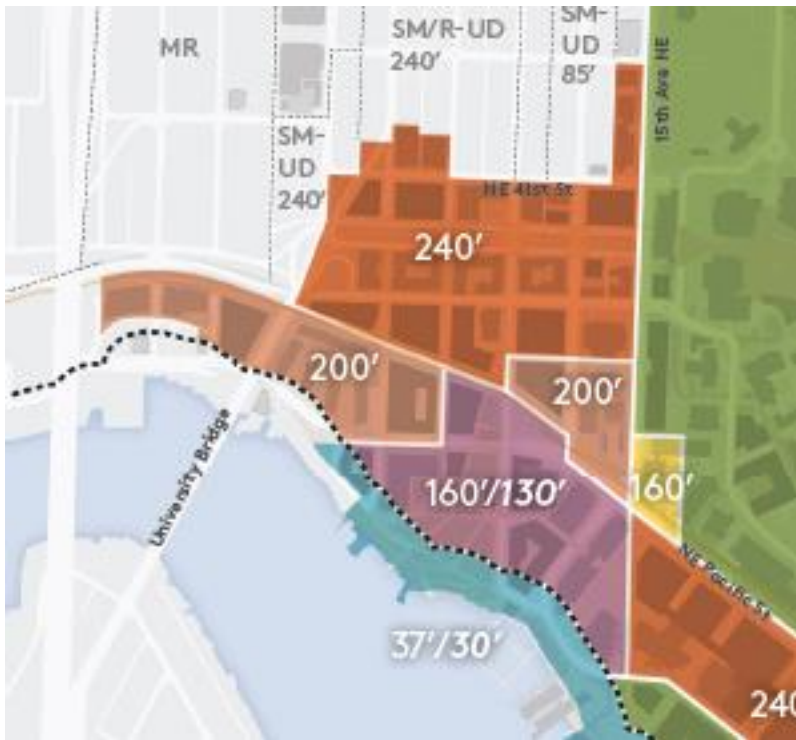 MR
SM/R-UD
240'
SM-
UD
85'
15th Ave NE
SM-
UD
240'
NE 41st St
240'
200'
200'
University Bridge
160'/130'
160'
NE Pacific St
37'/30'
240